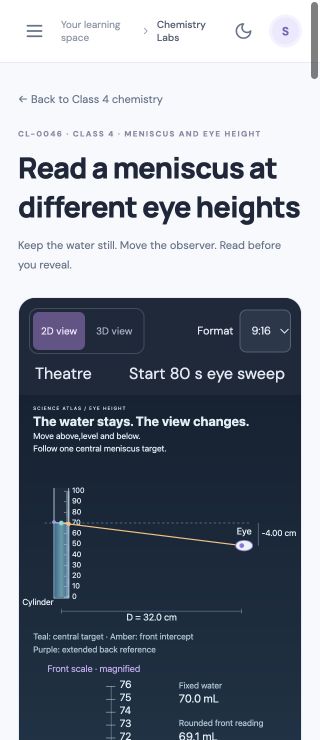 Your learning space
Chemistry Labs
S
← Back to Class 4 chemistry
CL-0046 · CLASS 4 · MENISCUS AND EYE HEIGHT
Read a meniscus at
different eye heights
Keep the water still. Move the observer. Read before
you reveal.
2D view
3D view
Format
9:16
Theatre
Start 80 s eye sweep
SCIENCE ATLAS / EYE HEIGHT
The water stays. The view changes.
Move above,level and below.
Follow one central meniscus target.
100
90
80
70
60
50
40
30
20
10
0
Eye
-4.00 cm
Cylinder
D = 32.0 cm
Teal: central target · Amber: front intercept
Purple: extended back reference
Front scale · magnified
76
75
74
73
72
Fixed water
70.0 mL
Rounded front reading
69.1 mL